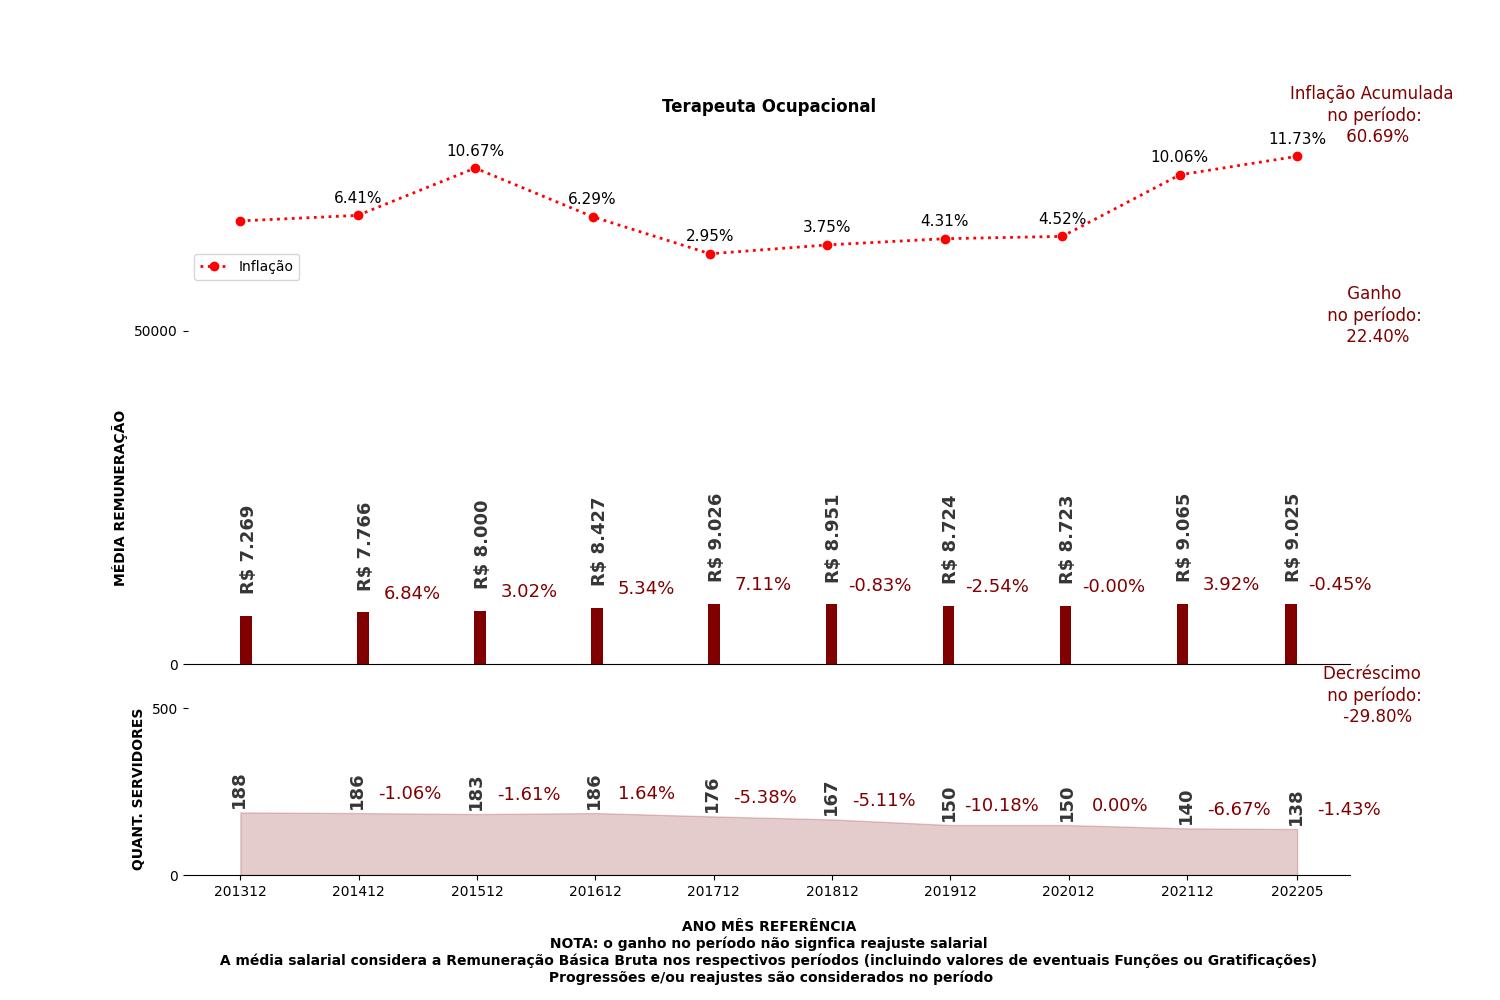 Terapeuta Ocupacional
Inflação Acumulada
no período:
60.69%
6.41%
10.67%
6.29%
2.95%
3.75%
4.31%
4.52%
10.06%
11.73%
Inflação
Ganho
no período:
22.40%
50000
0
MÉDIA REMUNERAÇÃO
R$ 7.269
R$ 7.766
R$ 8.000
R$ 8.427
R$ 9.026
R$ 8.951
R$ 8.724
R$ 8.723
R$ 9.065
R$ 9.025
6.84%
3.02%
5.34%
7.11%
-0.83%
-2.54%
-0.00%
3.92%
-0.45%
Decréscimo
no período:
-29.80%
500
0
QUANT. SERVIDORES
188
186
183
186
176
167
150
150
140
138
-1.06%
-1.61%
1.64%
-5.38%
-5.11%
-10.18%
0.00%
-6.67%
-1.43%
201312
201412
201512
201612
201712
201812
201912
202012
202112
202205
ANO MÊS REFERÊNCIA
NOTA: o ganho no período não signfica reajuste salarial
A média salarial considera a Remuneração Básica Bruta nos respectivos períodos (incluindo valores de eventuais Funções ou Gratificações)
Progressões e/ou reajustes são considerados no período